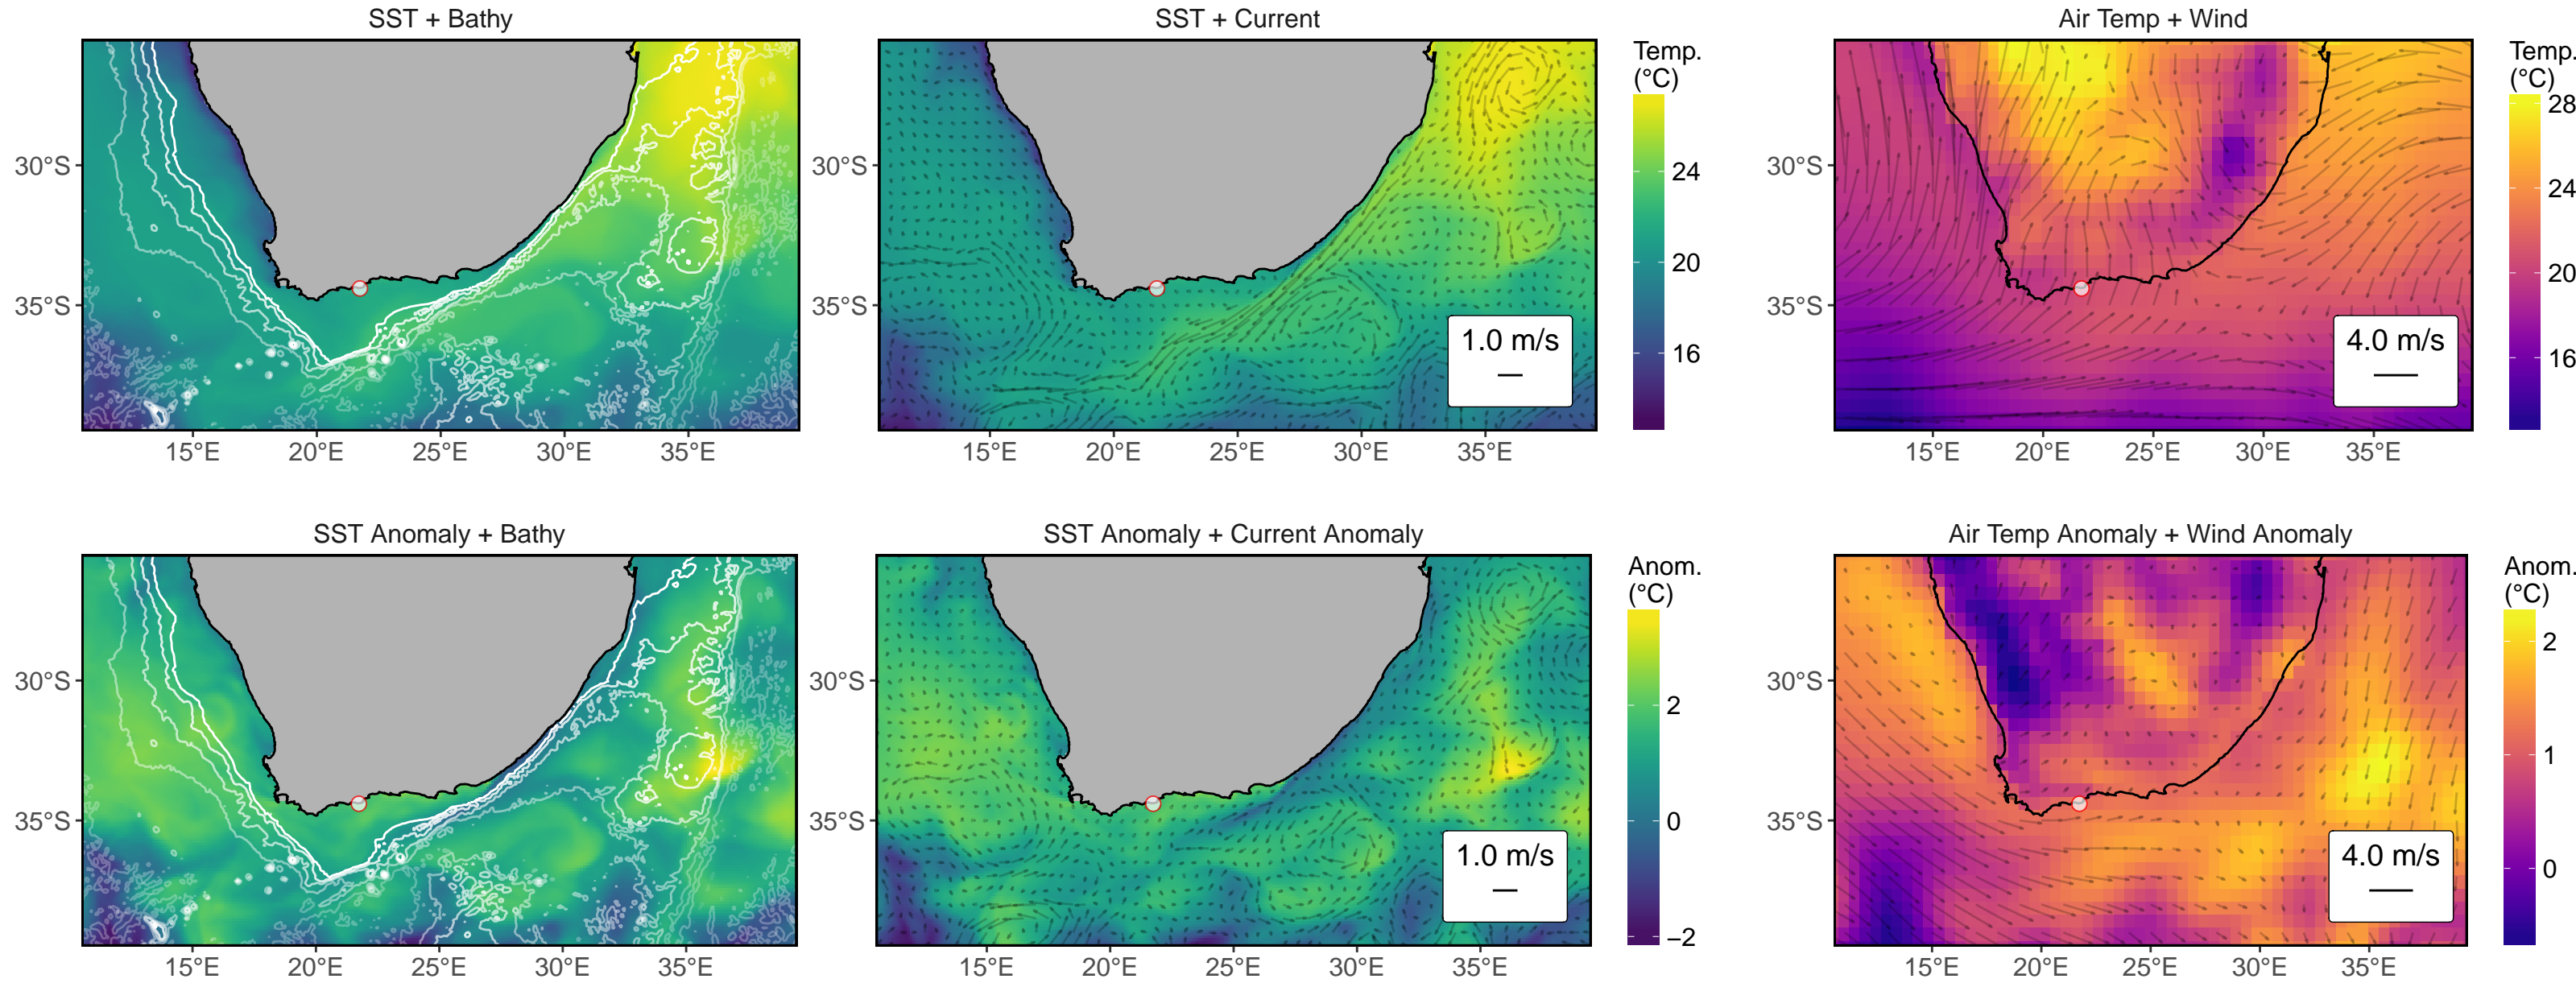 SST + Bathy
SST + Current
Air Temp + Wind
30°S
35°S
15°E 20°E 25°E 30°E 35°E
30°S
35°S
1.0 m/s
15°E 20°E 25°E 30°E 35°E
Temp.
(°C)
24
20
16
30°S
35°S
4.0 m/s
15°E 20°E 25°E 30°E 35°E
Temp.
(°C)
28
24
20
16
SST Anomaly + Bathy
SST Anomaly + Current Anomaly
Air Temp Anomaly + Wind Anomaly
30°S
35°S
15°E 20°E 25°E 30°E 35°E
30°S
35°S
1.0 m/s
15°E 20°E 25°E 30°E 35°E
Anom.
(°C)
2
0
−2
30°S
35°S
4.0 m/s
15°E 20°E 25°E 30°E 35°E
Anom.
(°C)
2
1
0